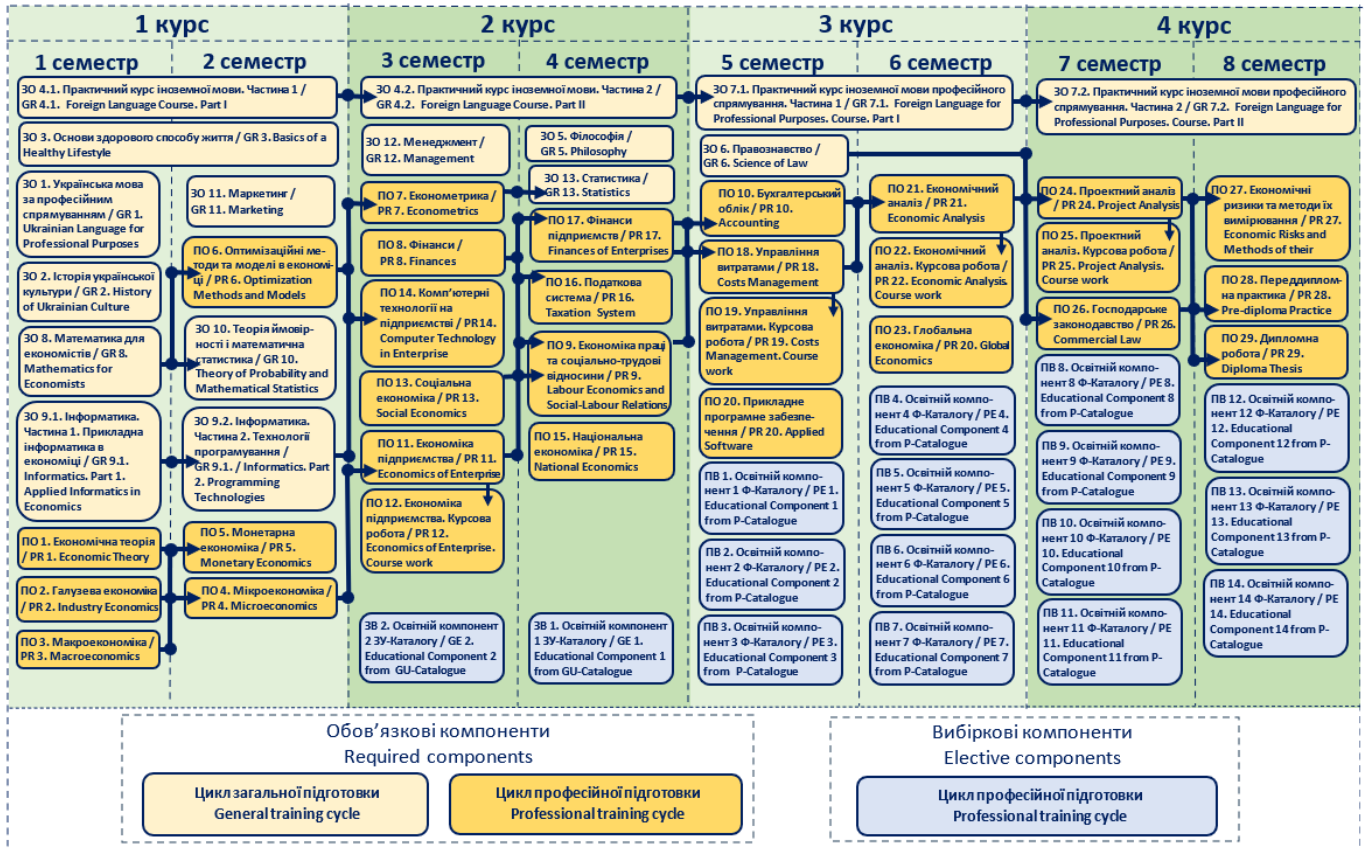 1 курс
2 курс
3 курс
4 курс
1 семестр
2 семестр
3 семестр
4 семестр
5 семестр
6 семестр
7 семестр
8 семестр
ЗО 4.1. Практичний курс іноземної мови. Частина 1 /
GR 4.1. Foreign Language Course. Part I
ЗО 3. Основи здорового способу життя / GR 3. Basics of a
Healthy Lifestyle
ЗО 1. Українська мова
за професійним
спрямуванням / GR 1.
Ukrainian Language for
Professional Purposes
ЗО 2. Історія української
культури / GR 2. History
of Ukrainian Culture
ЗО 8. Математика для
економістів / GR 8.
Mathematics for
Economists
ЗО 9.1. Інформатика.
Частина 1. Прикладна
інформатика в
економіці / GR 9.1.
Informatics. Part 1.
Applied Informatics in
Economics
ПО 1. Економічна теорія /
PR 1. Economic Theory
ПО 2. Галузева економіка
/ PR 2. Industry Economics
ПО 3. Макроекономіка /
PR 3. Macroeconomics
ЗО 11. Маркетинг /
GR 11. Marketing
ПО 6. Оптимізаційні ме-
тоди та моделі в економі-
ці / PR 6. Optimization
Methods and Models
ЗО 10. Теорія ймовір-
ності і математична
статистика / GR 10.
Theory of Probability and
Mathematical Statistics
ЗО 9.2. Інформатика.
Частина 2. Технології
програмування /
GR 9.1. / Informatics. Part
2. Programming
Technologies
ПО 5. Монетарна
економіка / PR 5.
Monetary Economics
ПО 4. Мікроекономіка /
PR 4. Microeconomics
ЗО 4.2. Практичний курс іноземної мови. Частина 2 /
GR 4.2. Foreign Language Course. Part II
ЗО 12. Менеджмент /
GR 12. Management
ПО 7. Економетрика /
PR 7. Econometrics
ПО 8. Фінанси /
PR 8. Finances
ПО 14. Комп’ютерні
технології на
підприємстві / PR 14.
Computer Technology
in Enterprise
ПО 13. Соціальна
економіка / PR 13.
Social Economics
ПО 11. Економіка
підприємства / PR 11.
Economics of Enterprise
ПО 12. Економіка
підприємства. Курсова
робота / PR 12.
Economics of Enterprise.
Course work
ЗВ 2. Освітній компонент
2 ЗУ-Каталогу / GE 2.
Educational Component 2
from GU-Catalogue
ЗО 5. Філософія /
GR 5. Philosophy
ЗО 13. Статистика /
GR 13. Statistics
ПО 17. Фінанси
підприємств / PR 17.
Finances of Enterprises
ПО 16. Податкова
система / PR 16.
Taxation System
ПО 9. Економіка праці
та соціально-трудові
відносини / PR 9.
Labour Economics and
Social-Labour Relations
ПО 15. Національна
економіка / PR 15.
National Economics
ЗВ 1. Освітній компонент
1 ЗУ-Каталогу / GE 1.
Educational Component 1
from GU-Catalogue
ЗО 7.1. Практичний курс іноземної мови професійного
спрямування. Частина 1 / GR 7.1. Foreign Language for
Professional Purposes. Course. Part I
ЗО 6. Правознавство /
GR 6. Science of Law
ПО 10. Бухгалтерський
облік / PR 10.
Accounting
ПО 18. Управління
витратами / PR 18.
Costs Management
ПО 19. Управління
витратами. Курсова
робота / PR 19. Costs
Management. Course
work
ПО 20. Прикладне
програмне забезпе-
чення / PR 20. Applied
Software
ПВ 1. Освітній компо-
нент 1 Ф-Каталогу / PE 1.
Educational Component 1
from P-Catalogue
ПВ 2. Освітній компо-
нент 2 Ф-Каталогу / PE 2.
Educational Component 2
from P-Catalogue
ПВ 3. Освітній компо-
нент 3 Ф-Каталогу / PE 3.
Educational Component 3
from P-Catalogue
ПО 21. Економічний
аналіз / PR 21.
Economic Analysis
ПО 22. Економічний
аналіз. Курсова робота /
PR 22. Economic Analysis.
Course work
ПО 23. Глобальна
економіка / PR 20. Global
Economics
ПВ 4. Освітній компо-
нент 4 Ф-Каталогу / PE 4.
Educational Component 4
from P-Catalogue
ПВ 5. Освітній компо-
нент 5 Ф-Каталогу / PE 5.
Educational Component 5
from P-Catalogue
ПВ 6. Освітній компо-
нент 6 Ф-Каталогу / PE 6.
Educational Component 6
from P-Catalogue
ПВ 7. Освітній компо-
нент 7 Ф-Каталогу / PE 7.
Educational Component 7
from P-Catalogue
ЗО 7.2. Практичний курс іноземної мови професійного
спрямування. Частина 2 / GR 7.2. Foreign Language for
Professional Purposes. Course. Part II
ПО 24. Проектний аналіз
/ PR 24. Project Analysis
ПО 25. Проектний
аналіз. Курсова робота /
PR 25. Project Analysis.
Course work
ПО 26. Господарське
законодавство / PR 26.
Commercial Law
ПВ 8. Освітній компо-
нент 8 Ф-Каталогу / PE 8.
Educational Component 8
from P-Catalogue
ПВ 9. Освітній компо-
нент 9 Ф-Каталогу / PE 9.
Educational Component 9
from P-Catalogue
ПВ 10. Освітній компо-
нент 10 Ф-Каталогу / PE
10. Educational
Component 10 from P-
Catalogue
ПВ 11. Освітній компо-
нент 11 Ф-Каталогу / PE
11. Educational
Component 11 from P-
Catalogue
ПО 27. Економічні
ризики та методи їх
вимірювання / PR 27.
Economic Risks and
Methods of their
ПО 28. Переддиплом-
на практика / PR 28.
Pre-diploma Practice
ПО 29. Дипломна
робота / PR 29.
Diploma Thesis
ПВ 12. Освітній компо-
нент 12 Ф-Каталогу / PE
12. Educational
Component 12 from P-
Catalogue
ПВ 13. Освітній компо-
нент 13 Ф-Каталогу / PE
13. Educational
Component 13 from P-
Catalogue
ПВ 14. Освітній компо-
нент 14 Ф-Каталогу / PE
14. Educational
Component 14 from P-
Catalogue
Обов’язкові компоненти
Required components
Цикл загальної підготовки
General training cycle
Цикл професійної підготовки
Professional training cycle
Вибіркові компоненти
Elective components
Цикл професійної підготовки
Professional training cycle